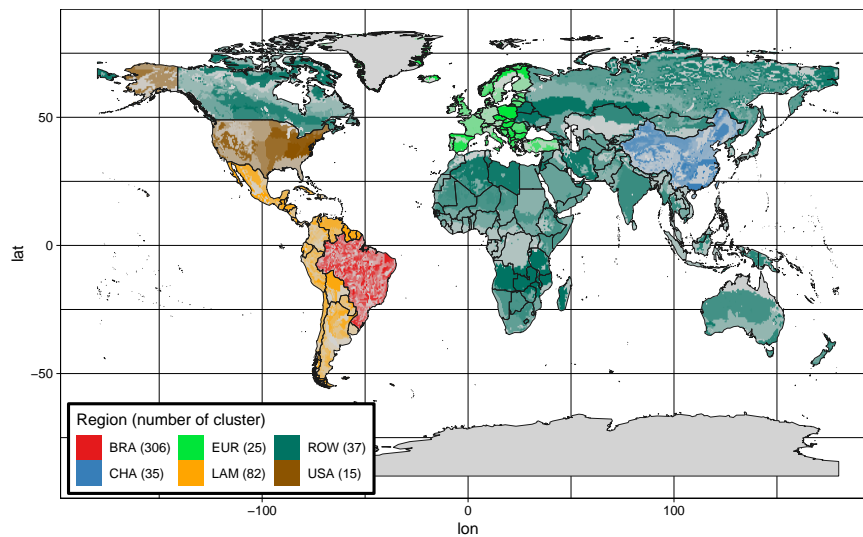 50
0
−50
lat
Region (number of cluster)
BRA (306) EUR (25) ROW (37)
CHA (35) LAM (82) USA (15)
−100 0 100
lon